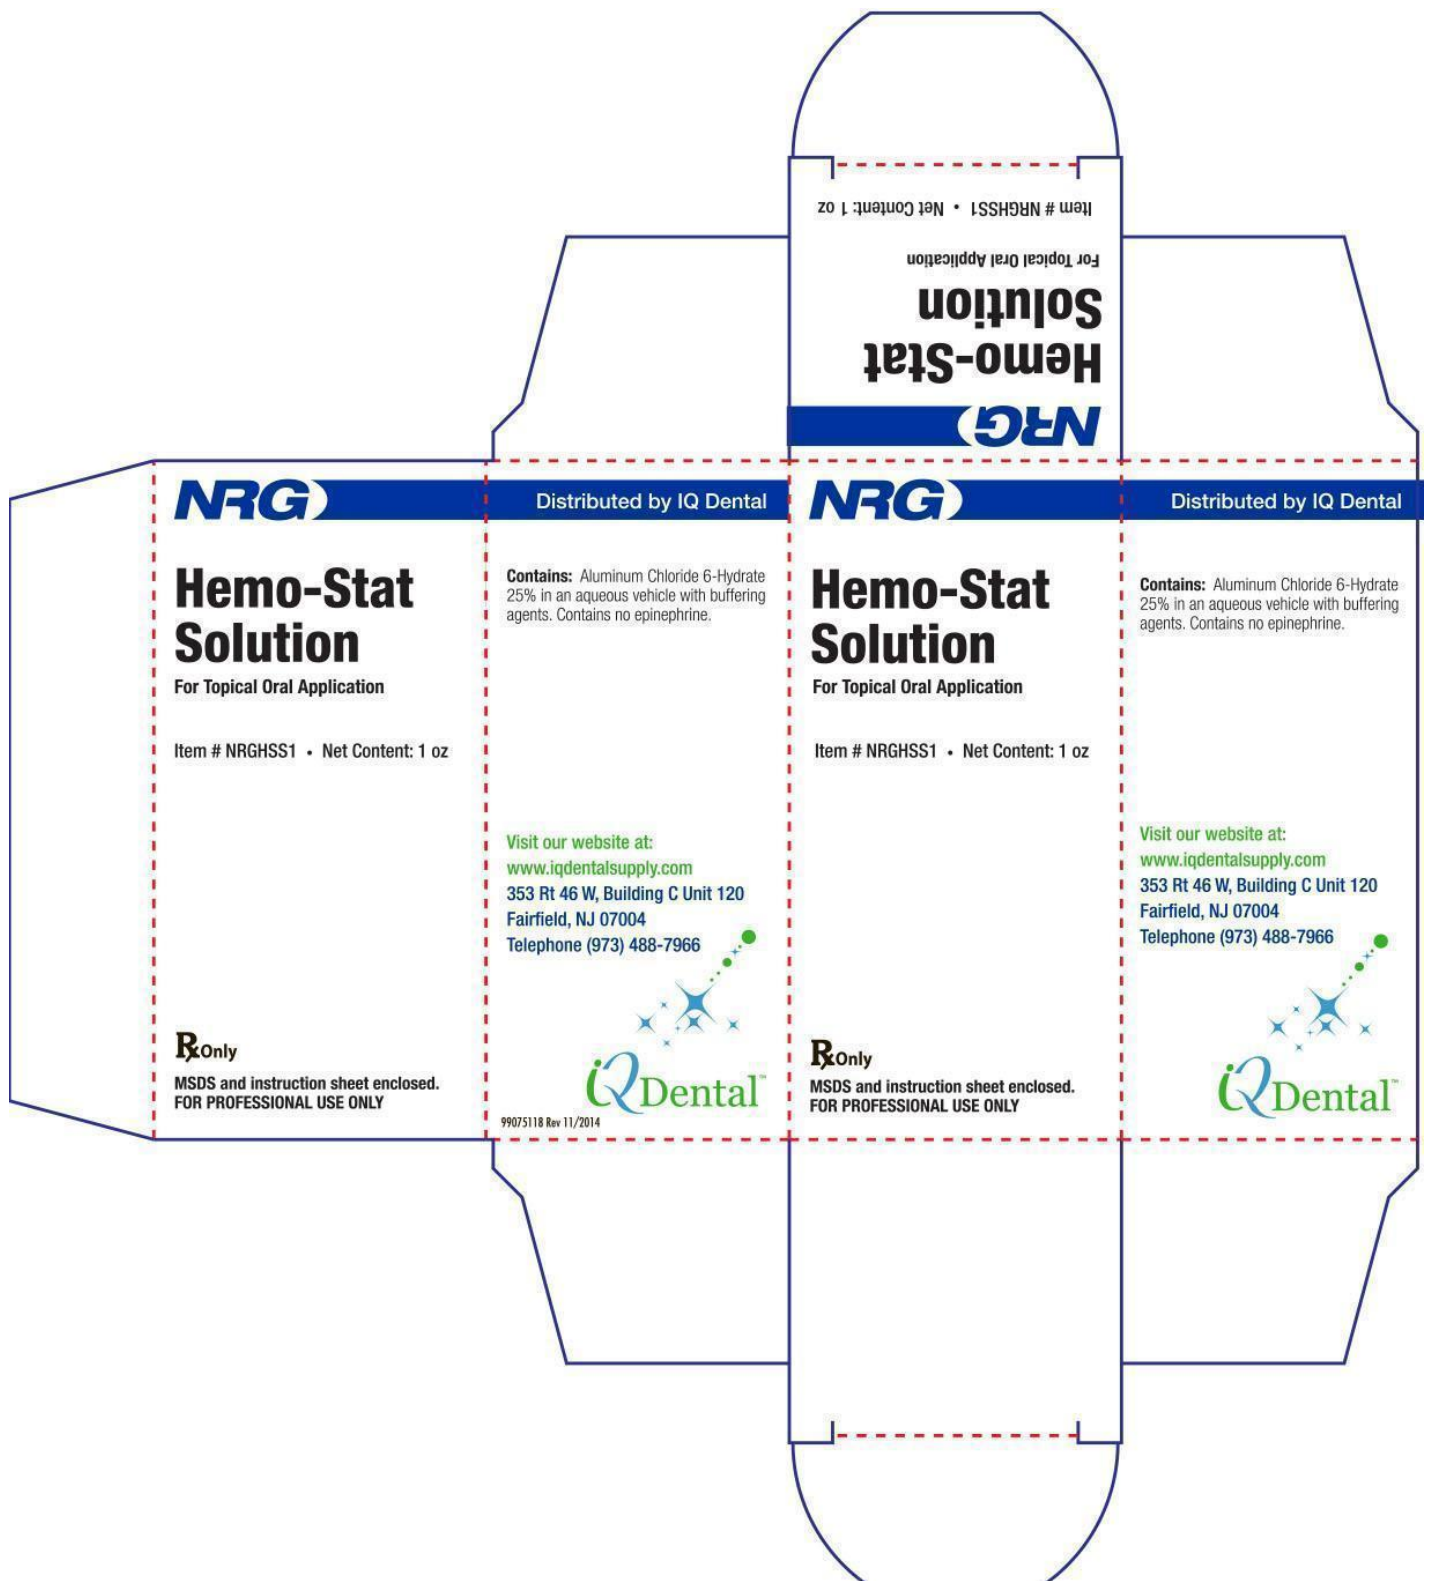 Item # NRGHSS1 • Net Content: 1 oz
For Topical Oral Application
Hemo-Stat
Solution
NRG
NRG
Hemo-Stat
Solution
For Topical Oral Application
Item # NRGHSS1 • Net Content: 1 oz
Rx Only
MSDS and instruction sheet enclosed.
FOR PROFESSIONAL USE ONLY
Distributed by IQ Dental
Contains: Aluminum Chloride 6-Hydrate
25% in an aqueous vehicle with buffering
agents. Contains no epinephrine.
Visit our website at:
www.iqdentalsupply.com
353 Rt 46 W, Building C Unit 120
Fairfield, NJ 07004
Telephone (973) 488-7966
iQ Dental™
99075118 Rev 11/2014
NRG
Hemo-Stat
Solution
For Topical Oral Application
Item # NRGHSS1 • Net Content: 1 oz
Rx Only
MSDS and instruction sheet enclosed.
FOR PROFESSIONAL USE ONLY
Distributed by IQ Dental
Contains: Aluminum Chloride 6-Hydrate
25% in an aqueous vehicle with buffering
agents. Contains no epinephrine.
Visit our website at:
www.iqdentalsupply.com
353 Rt 46 W, Building C Unit 120
Fairfield, NJ 07004
Telephone (973) 488-7966
iQ Dental™